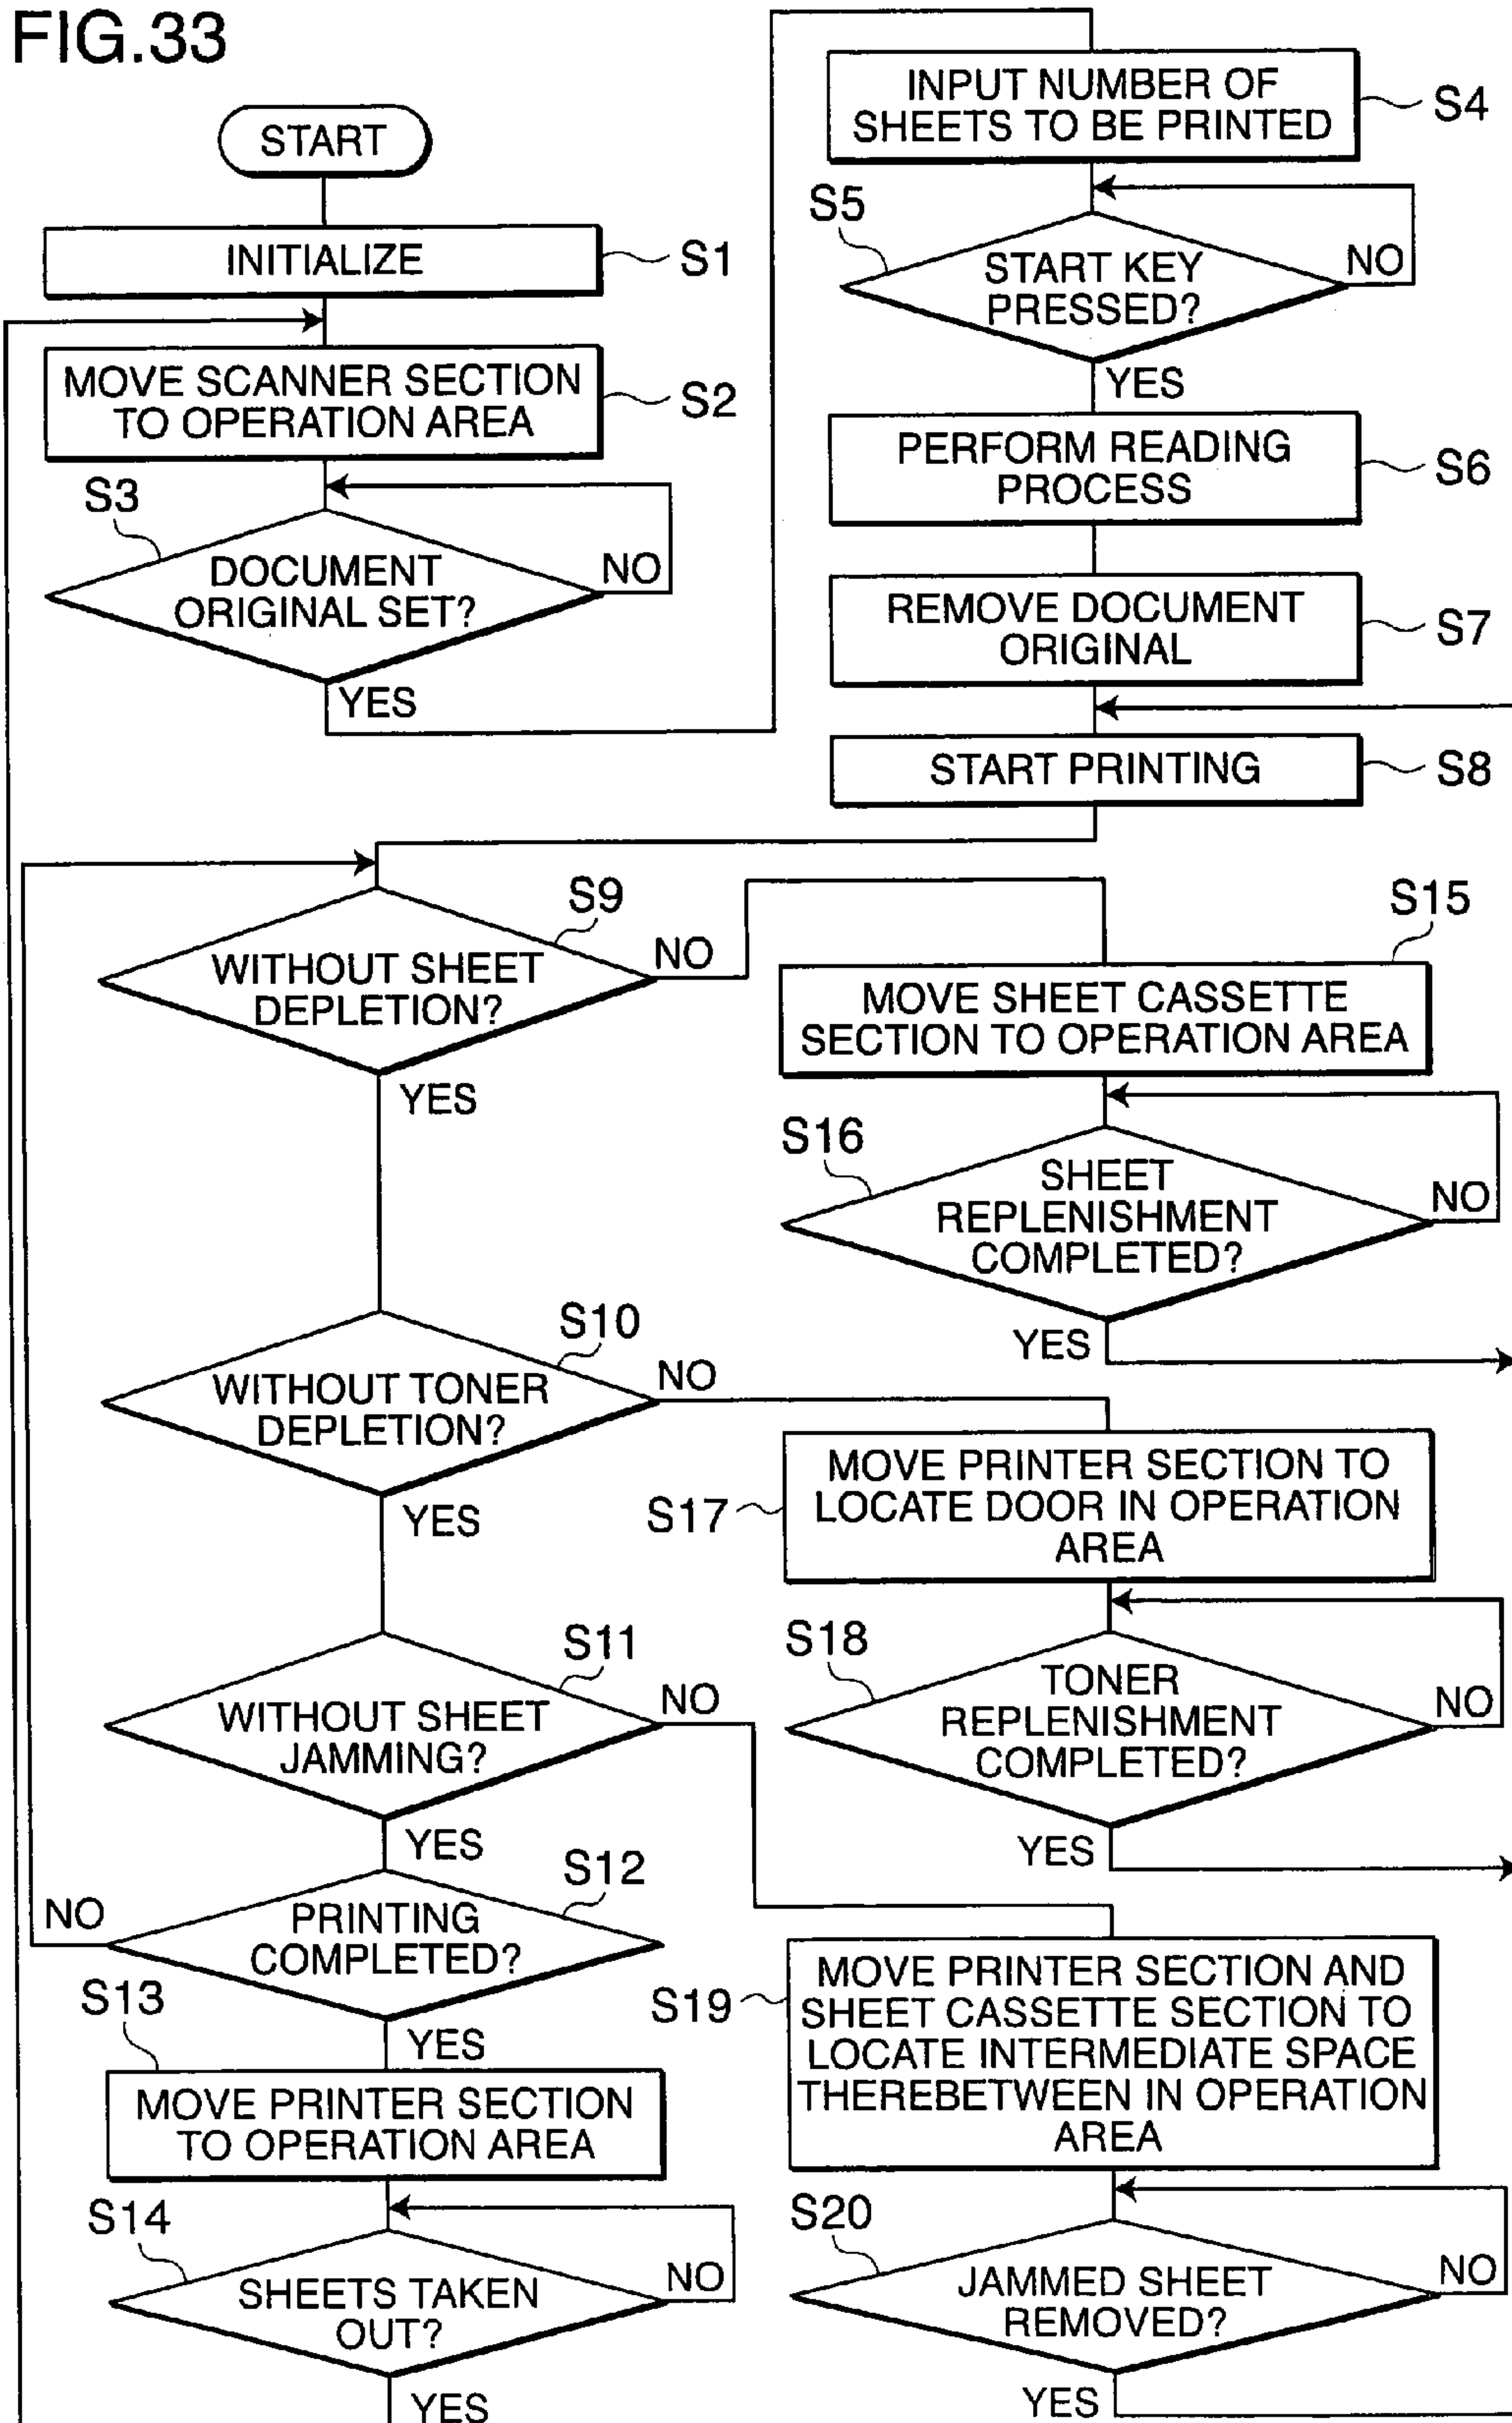 FIG.33
START
INITIALIZE
S1
MOVE SCANNER SECTION
TO OPERATION AREA
S2
S3
DOCUMENT
ORIGINAL SET?
NO
YES
INPUT NUMBER OF
SHEETS TO BE PRINTED
S4
S5
START KEY
PRESSED?
NO
YES
PERFORM READING
PROCESS
S6
REMOVE DOCUMENT
ORIGINAL
S7
START PRINTING
S8
S9
WITHOUT SHEET
DEPLETION?
NO
YES
S15
MOVE SHEET CASSETTE
SECTION TO OPERATION AREA
S16
SHEET
REPLENISHMENT
COMPLETED?
NO
YES
S10
WITHOUT TONER
DEPLETION?
NO
YES
S17
MOVE PRINTER SECTION TO
LOCATE DOOR IN OPERATION
AREA
S18
TONER
REPLENISHMENT
COMPLETED?
NO
YES
S11
WITHOUT SHEET
JAMMING?
NO
YES
S12
PRINTING
COMPLETED?
NO
YES
S13
MOVE PRINTER SECTION
TO OPERATION AREA
S14
SHEETS TAKEN
OUT?
NO
YES
S19
MOVE PRINTER SECTION AND
SHEET CASSETTE SECTION TO
LOCATE INTERMEDIATE SPACE
THEREBETWEEN IN OPERATION
AREA
S20
JAMMED SHEET
REMOVED?
NO
YES